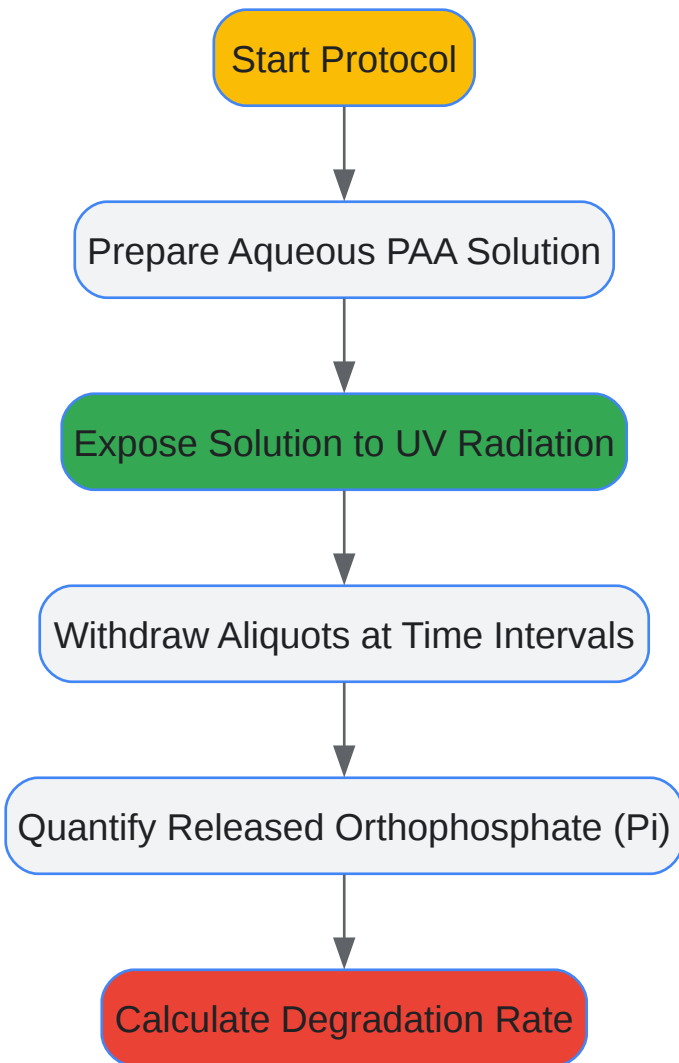 Start Protocol
Prepare Aqueous PAA Solution
Expose Solution to UV Radiation
Withdraw Aliquots at Time Intervals
Quantify Released Orthophosphate (Pi)
Calculate Degradation Rate